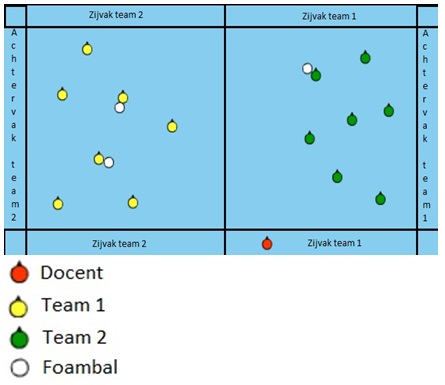 Zijvak team 2
Zijvak team 1
Achtervak team 2
Achtervak team 1
Zijvak team 2
Zijvak team 1
Docent
Team 1
Team 2
Foambal